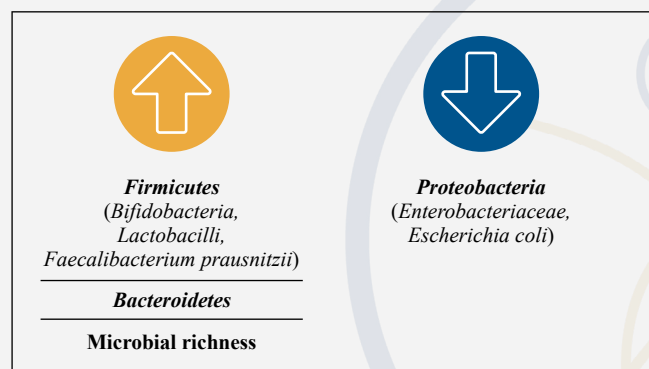 Firmicutes
(Bifidobacteria,
Lactobacilli,
Faecalibacterium prausnitzii)
Bacteroidetes
Microbial richness
Proteobacteria
(Enterobacteriaceae,
Escherichia coli)